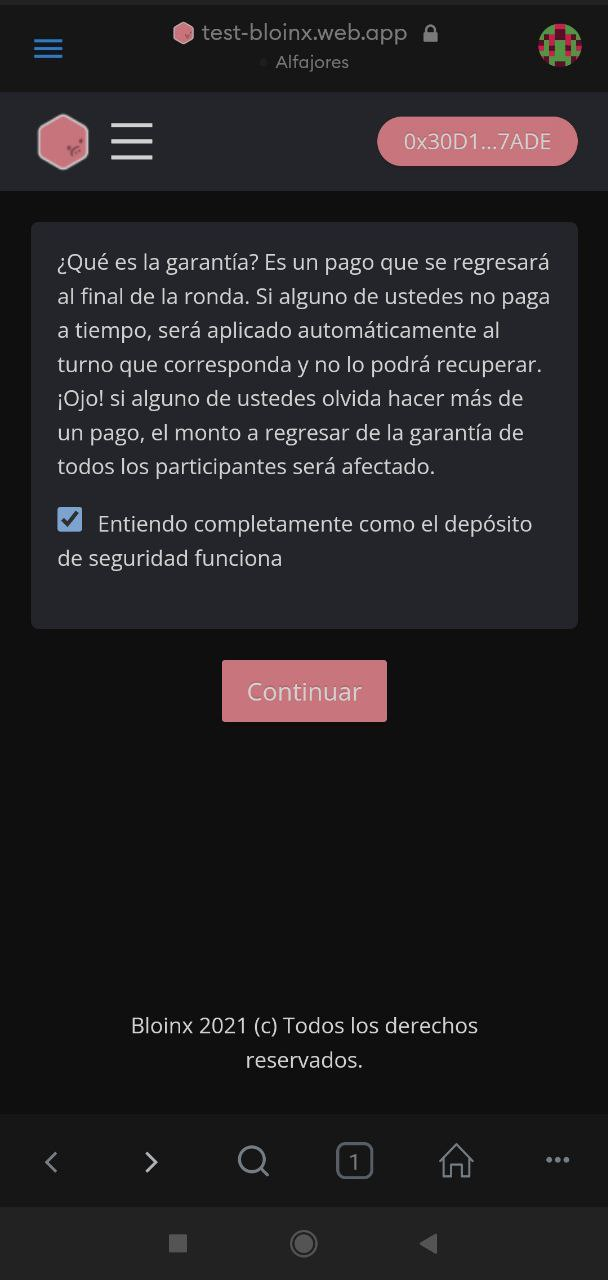 test-bloinx.web.app
Alfajores
0x30D1...7ADE
¿Qué es la garantía? Es un pago que se regresará
al final de la ronda. Si alguno de ustedes no paga
a tiempo, será aplicado automáticamente al
turno que corresponda y no lo podrá recuperar.
¡Ojo! si alguno de ustedes olvida hacer más de
un pago, el monto a regresar de la garantía de
todos los participantes será afectado.
Entiendo completamente como el depósito
de seguridad funciona
Continuar
Bloinx 2021 (c) Todos los derechos
reservados.
1